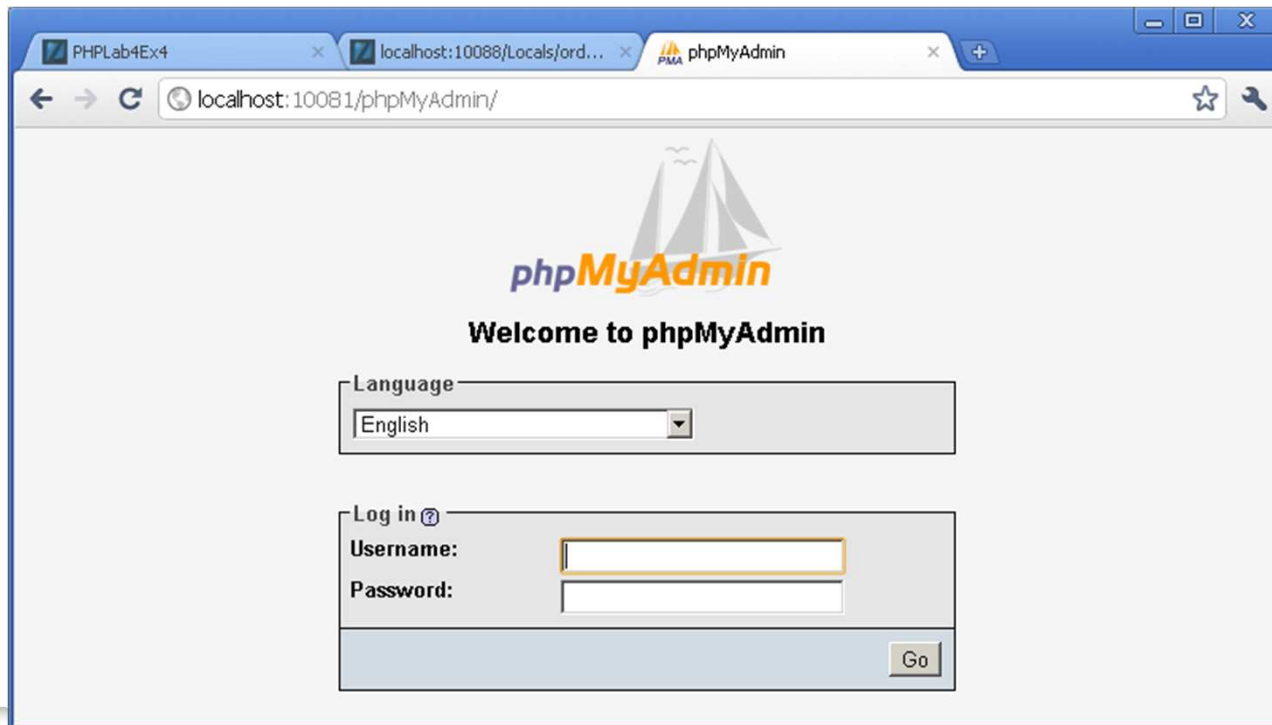 PHPLab4Ex4
localhost:10088/Locals/ord...
PMA phpMyAdmin
localhost:10081/phpMyAdmin/
phpMyAdmin
Welcome to phpMyAdmin
Language
English
Log in
Username:
Password:
Go